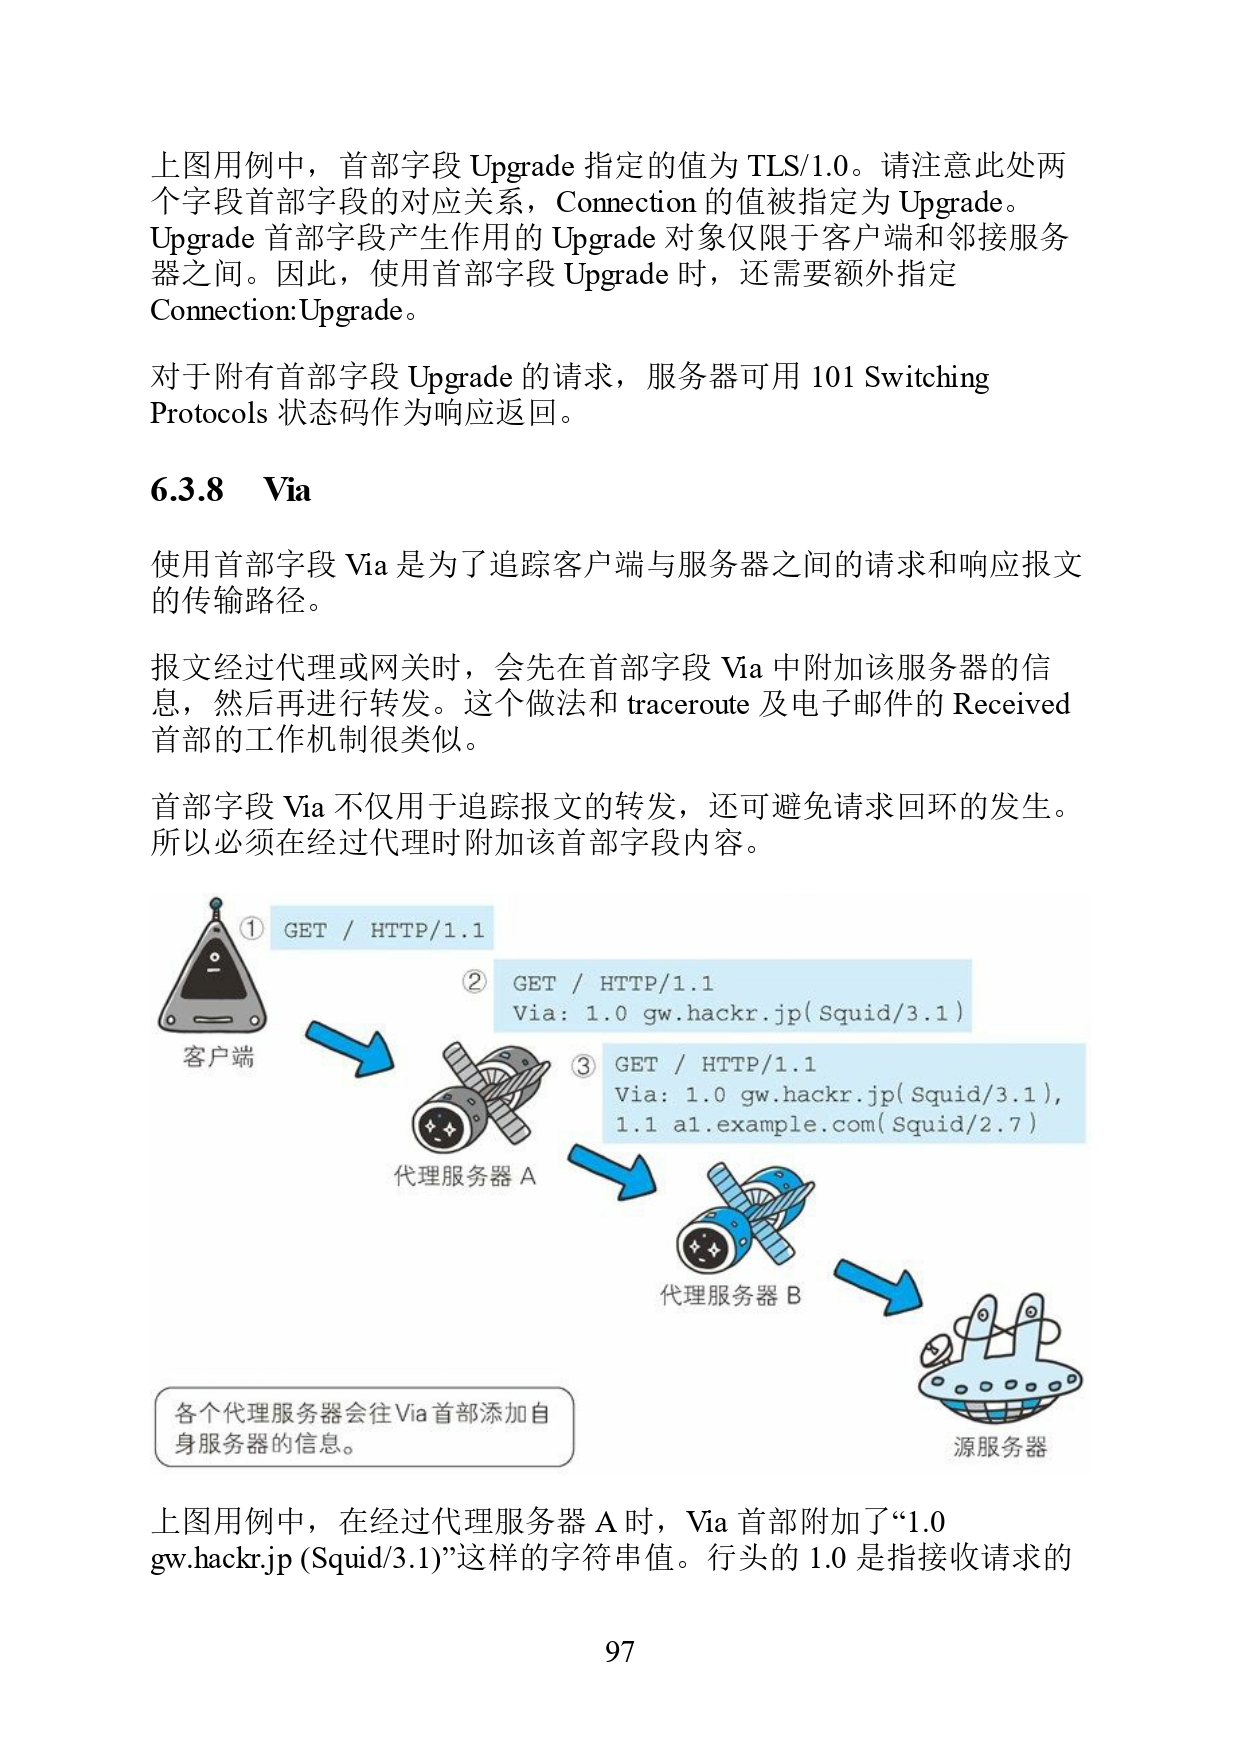 上图用例中，首部字段 Upgrade 指定的值为 TLS/1.0。请注意此处两
个字段首部字段的对应关系，Connection 的值被指定为 Upgrade。
Upgrade 首部字段产生作用的 Upgrade 对象仅限于客户端和邻接服务
器之间。因此，使用首部字段 Upgrade 时，还需要额外指定
Connection:Upgrade。
对于附有首部字段 Upgrade 的请求，服务器可用 101 Switching
Protocols 状态码作为响应返回。
6.3.8 Via
使用首部字段 Via 是为了追踪客户端与服务器之间的请求和响应报文
的传输路径。
报文经过代理或网关时，会先在首部字段 Via 中附加该服务器的信
息，然后再进行转发。这个做法和 traceroute 及电子邮件的 Received
首部的工作机制很类似。
首部字段 Via 不仅用于追踪报文的转发，还可避免请求回环的发生。
所以必须在经过代理时附加该首部字段内容。
① GET / HTTP/1.1
② GET / HTTP/1.1
Via: 1.0 gw.hackr.jp(Squid/3.1)
客户端
③ GET / HTTP/1.1
Via: 1.0 gw.hackr.jp(Squid/3.1),
1.1 a1.example.com(Squid/2.7)
代理服务器 A
代理服务器 B
各个代理服务器会往Via首部添加自
身服务器的信息。
源服务器
上图用例中，在经过代理服务器 A 时，Via 首部附加了“1.0
gw.hackr.jp (Squid/3.1)”这样的字符串值。行头的 1.0 是指接收请求的
97